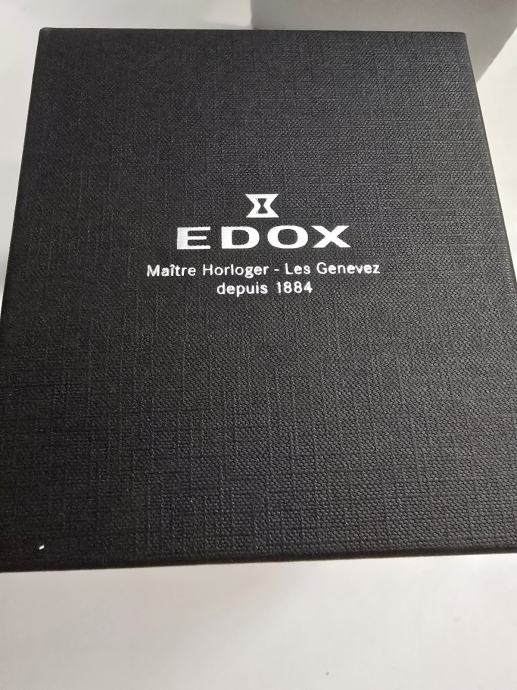 EDOX
Maître Horloger - Les Genevez
depuis 1884